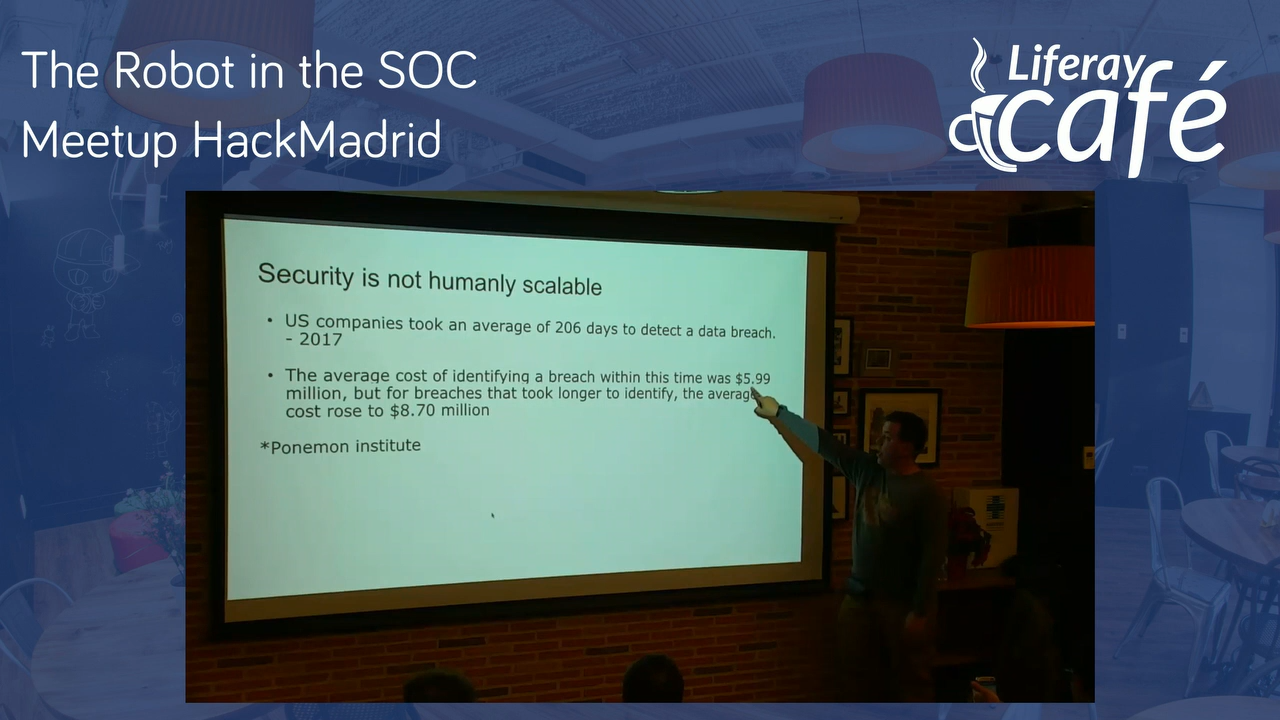 The Robot in the SOC
Meetup HackMadrid
Liferay
café
Security is not humanly scalable
• US companies took an average of 206 days to detect a data breach.
- 2017
• The average cost of identifying a breach within this time was $5.99
million, but for breaches that took longer to identify, the average
cost rose to $8.70 million
*Ponemon institute